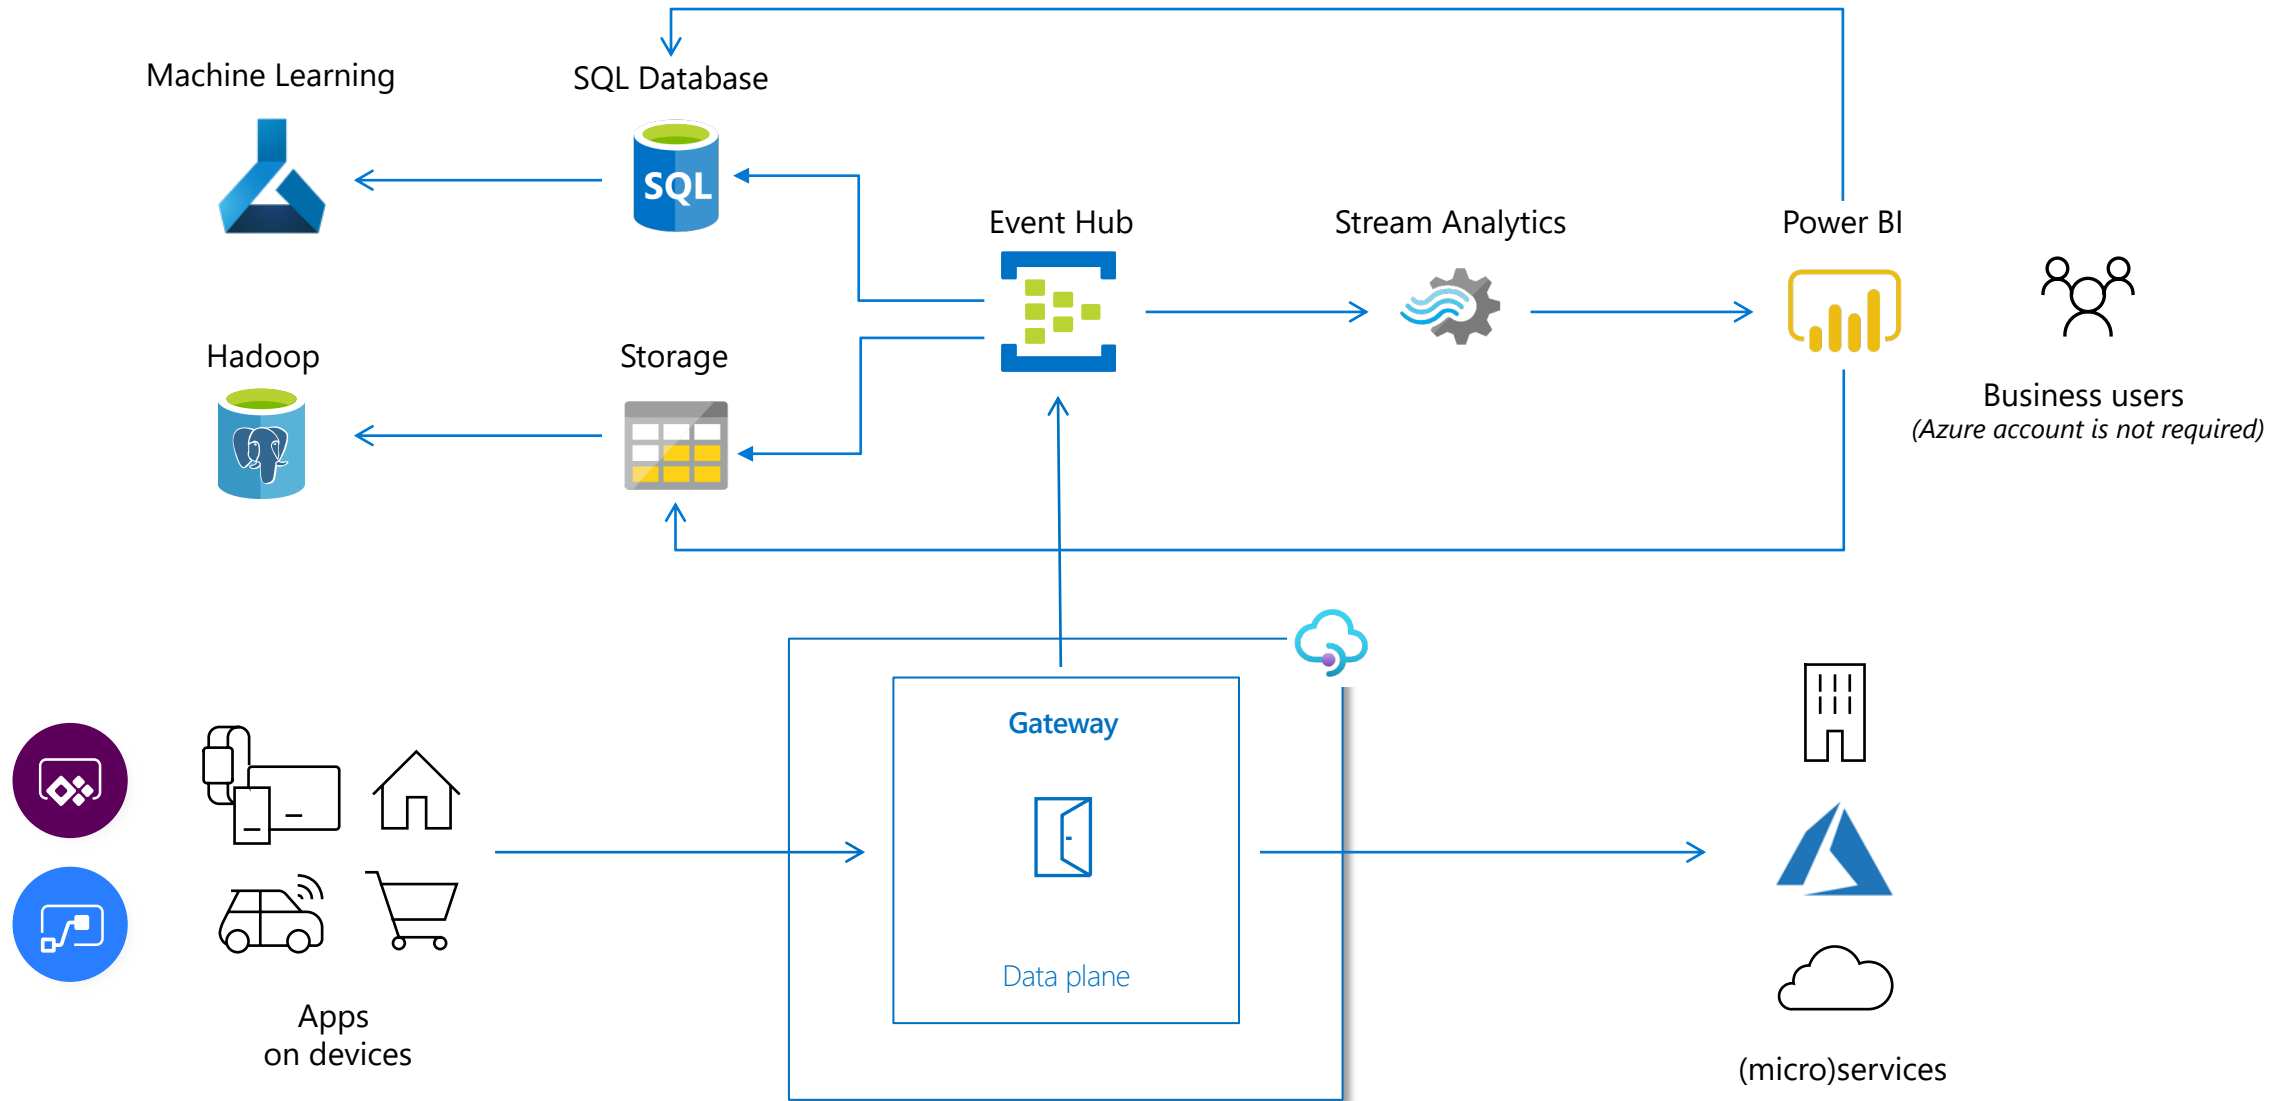 Machine Learning
SQL Database
SQL
Event Hub
Stream Analytics
Power BI
Hadoop
Storage
Business users
(Azure account is not required)
Gateway
Data plane
Apps
on devices
(micro)services